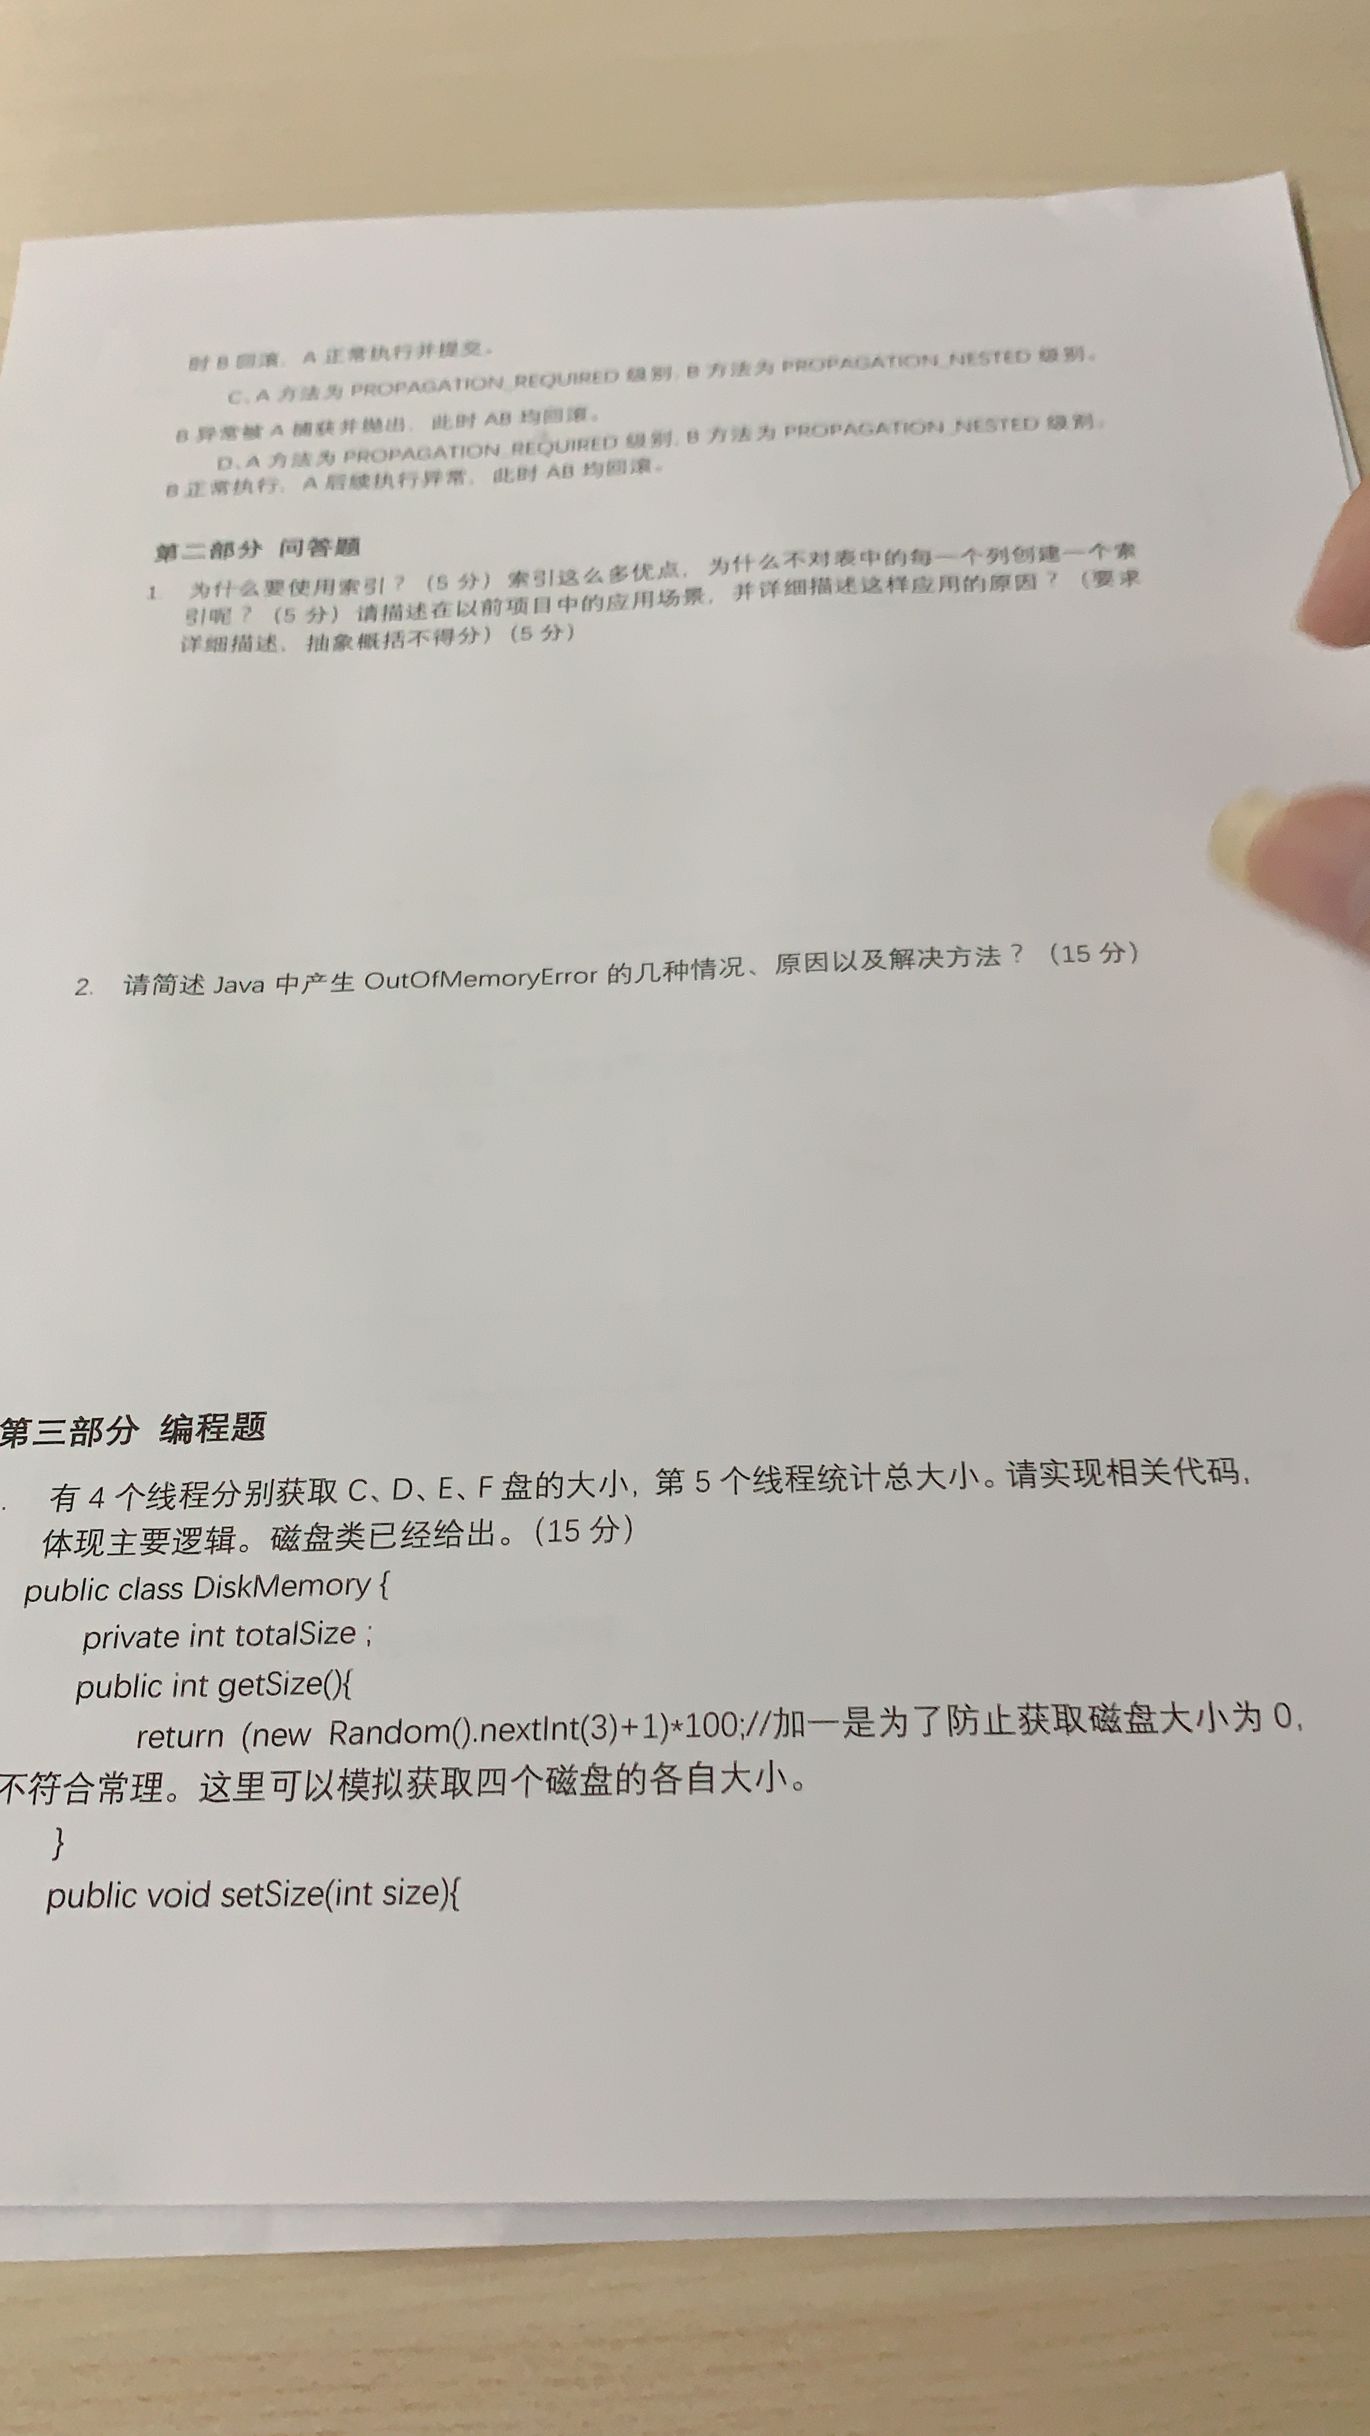 时 B 回滚，A 正常执行并提交。
C、A 方法为 PROPAGATION_REQUIRED 级别，B 方法为 PROPAGATION_NESTED 级别。
B 异常被 A 捕获并抛出，此时 AB 均回滚。
D、A 方法为 PROPAGATION_REQUIRED 级别，B 方法为 PROPAGATION_NESTED 级别。
B 正常执行，A 后续执行异常，此时 AB 均回滚。
第二部分 问答题
1 为什么要使用索引？（5 分）索引这么多优点，为什么不对表中的每一个列创建一个索
引呢？（5 分）请描述在以前项目中的应用场景，并详细描述这样应用的原因？（要求
详细描述，抽象概括不得分）（5 分）
2. 请简述 Java 中产生 OutOfMemoryError 的几种情况、原因以及解决方法？（15 分）
第三部分 编程题
. 有 4 个线程分别获取 C、D、E、F 盘的大小，第 5 个线程统计总大小。请实现相关代码，
体现主要逻辑。磁盘类已经给出。（15 分）
public class DiskMemory {
private int totalSize ;
public int getSize(){
return (new Random().nextInt(3)+1)*100;//加一是为了防止获取磁盘大小为 0，
不符合常理。这里可以模拟获取四个磁盘的各自大小。
}
public void setSize(int size){